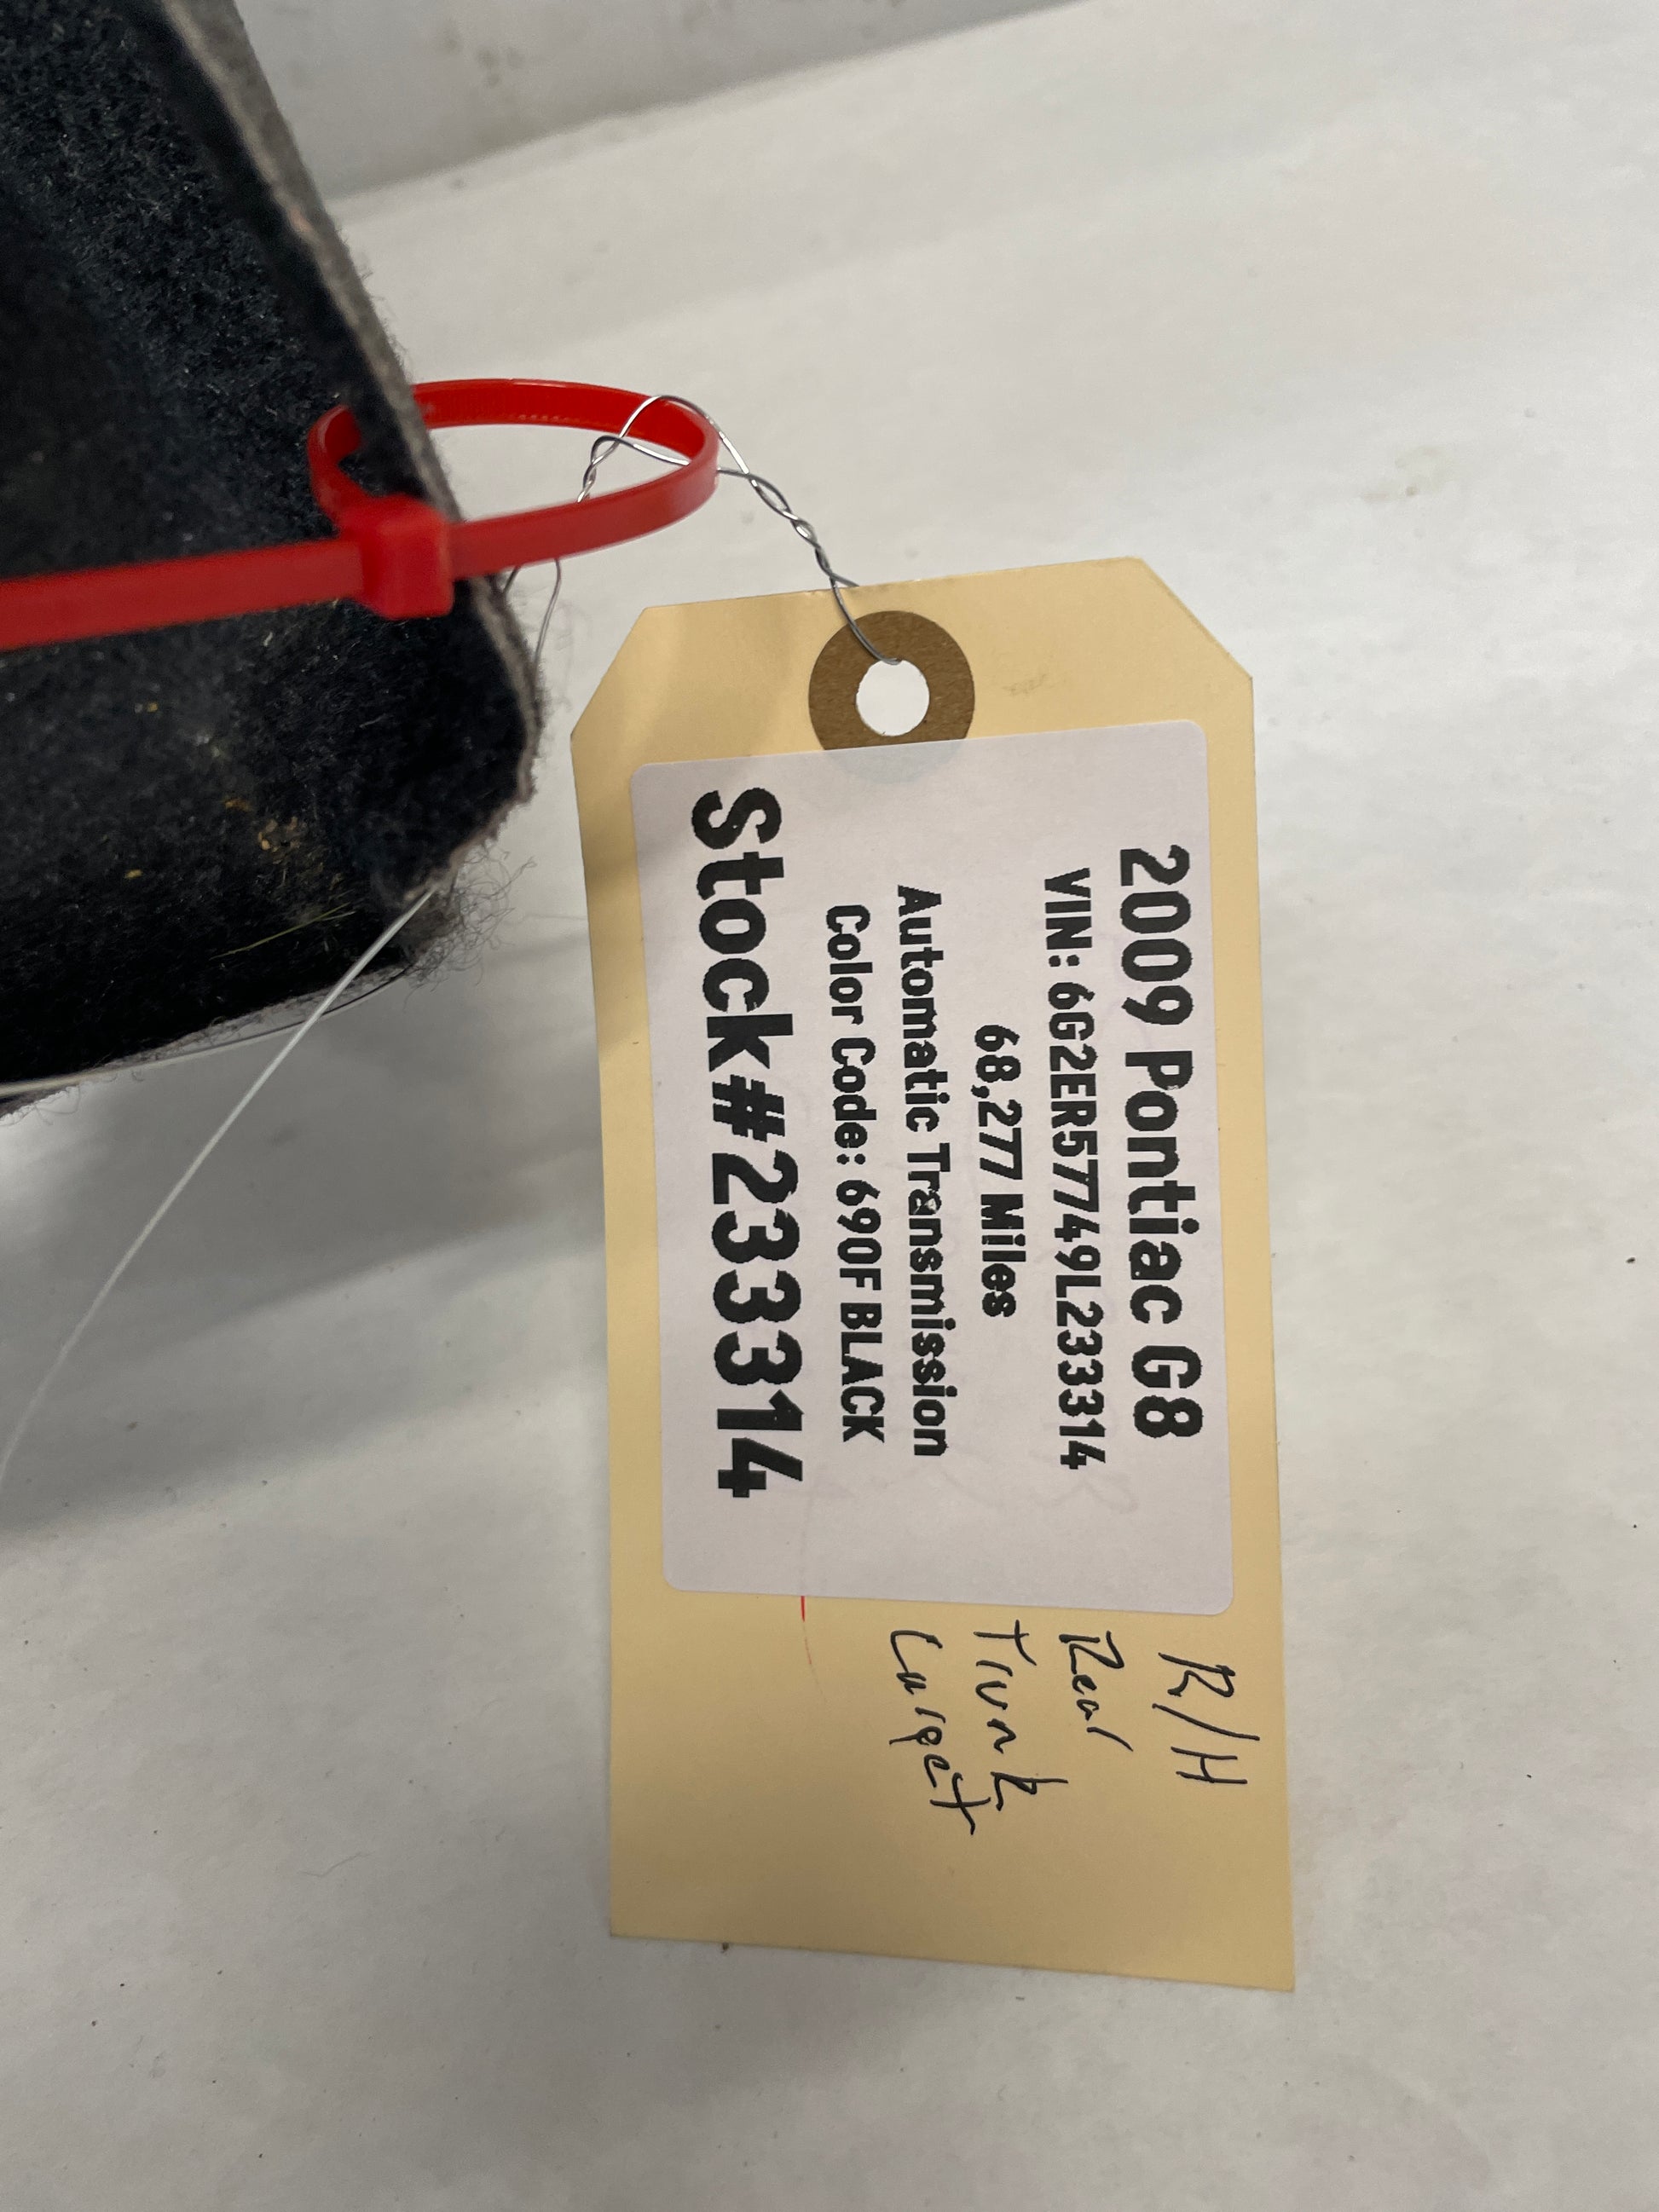 2009 Pontiac G8
VIN: 6G2ER57749L233314
68,277 Miles
Automatic Transmission
Color Code: 690F BLACK
Stock#233314
R/H
Rear
Trunk
Carpet